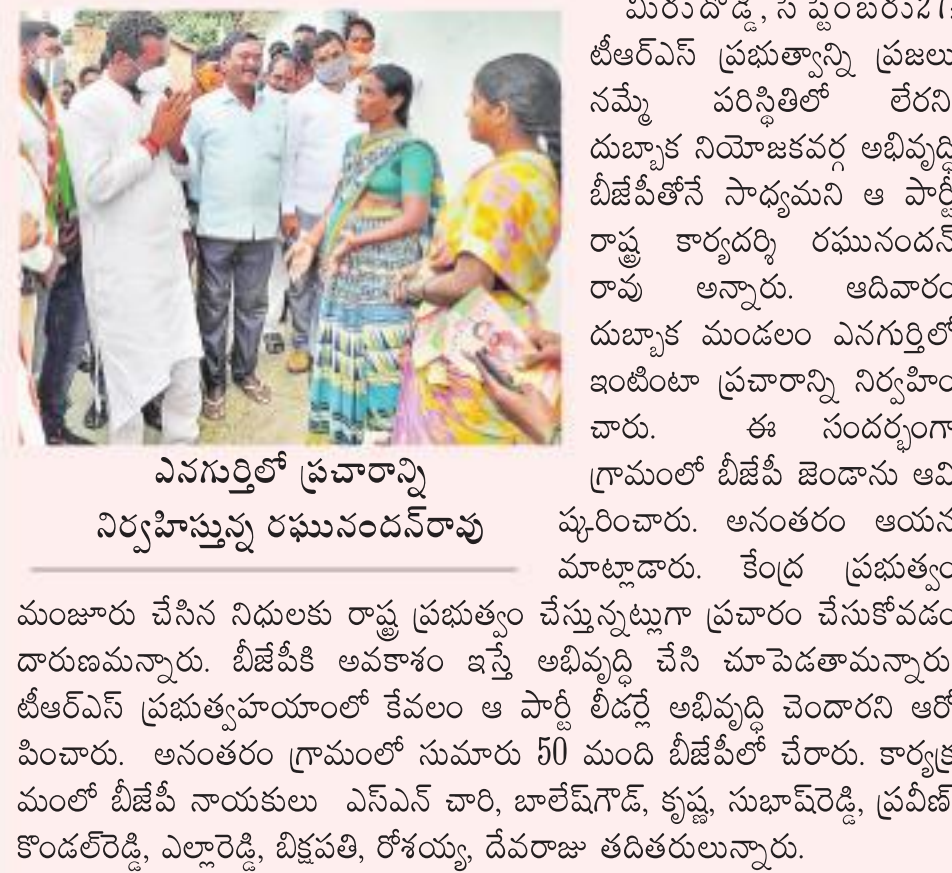 మిరుదొడ్డి, సెప్టెంబరు27:
టీఆర్ఎస్ ప్రభుత్వాన్ని ప్రజలు
నమ్మే పరిస్థితిలో లేరని
దుబ్బాక నియోజకవర్గ అభివృద్ధి
బీజేపీతోనే సాధ్యమని ఆ పార్టీ
రాష్ట్ర కార్యదర్శి రఘునందన్
రావు అన్నారు. ఆదివారం
దుబ్బాక మండలం ఎనగుర్తిలో
ఇంటింటా ప్రచారాన్ని నిర్వహిం
చారు. ఈ సందర్భంగా
గ్రామంలో బీజేపీ జెండాను ఆవి
ష్కరించారు. అనంతరం ఆయన
మాట్లాడారు. కేంద్ర ప్రభుత్వం
మంజూరు చేసిన నిధులకు రాష్ట్ర ప్రభుత్వం చేస్తున్నట్లుగా ప్రచారం చేసుకోవడం
దారుణమన్నారు. బీజేపీకి అవకాశం ఇస్తే అభివృద్ధి చేసి చూపెడతామన్నారు
టీఆర్ఎస్ ప్రభుత్వహయాంలో కేవలం ఆ పార్టీ లీడర్లే అభివృద్ధి చెందారని ఆరో
పించారు. అనంతరం గ్రామంలో సుమారు 50 మంది బీజేపీలో చేరారు. కార్యక్ర
మంలో బీజేపీ నాయకులు ఎస్ఎన్ చారి, బాలేష్‌గౌడ్, కృష్ణ, సుభాష్‌రెడ్డి, ప్రవీణ్
కొండల్‌రెడ్డి, ఎల్లారెడ్డి, బిక్షపతి, రోశయ్య, దేవరాజు తదితరులున్నారు.
ఎనగుర్తిలో ప్రచారాన్ని
నిర్వహిస్తున్న రఘునందన్‌రావు